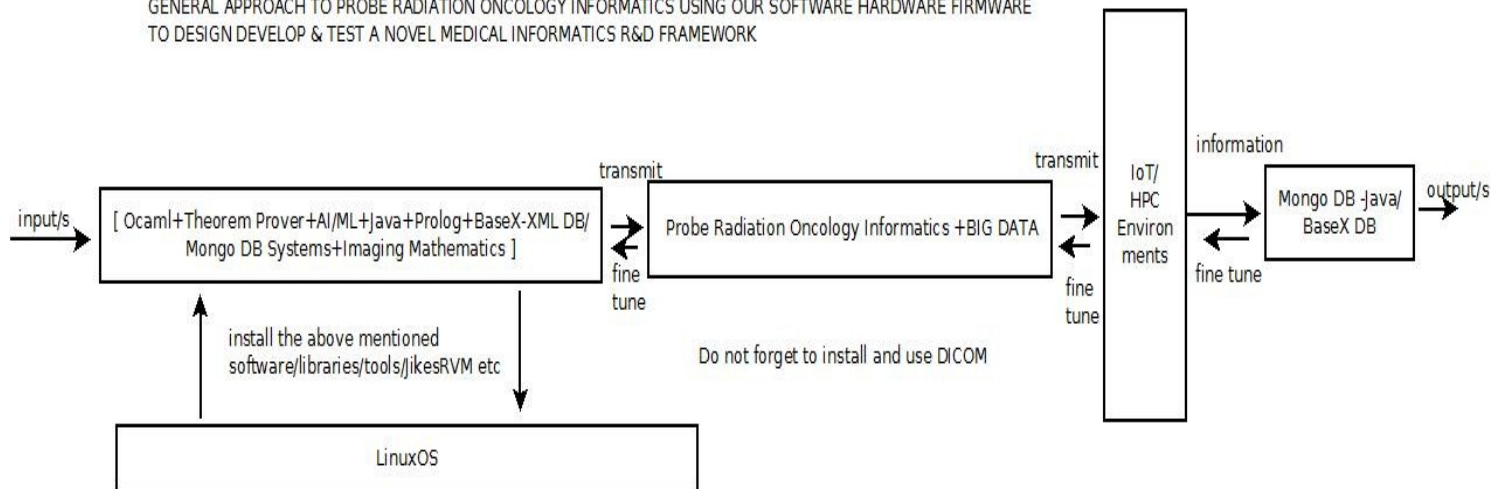 GENERAL APPROACH TO PROBE RADIATION ONCOLOGY INFORMATICS USING OUR SOFTWARE HARDWARE FIRMWARE
TO DESIGN DEVELOP & TEST A NOVEL MEDICAL INFORMATICS R&D FRAMEWORK
input/s
[ Ocaml+Theorem Prover+AI/ML+Java+Prolog+BaseX-XML DB/
Mongo DB Systems+Imaging Mathematics ]
transmit
fine
tune
Probe Radiation Oncology Informatics +BIG DATA
transmit
fine
tune
IoT/
HPC
Environ
ments
information
fine tune
Mongo DB -Java/
BaseX DB
output/s
install the above mentioned
software/libraries/tools/JikesRVM etc
Do not forget to install and use DICOM
LinuxOS